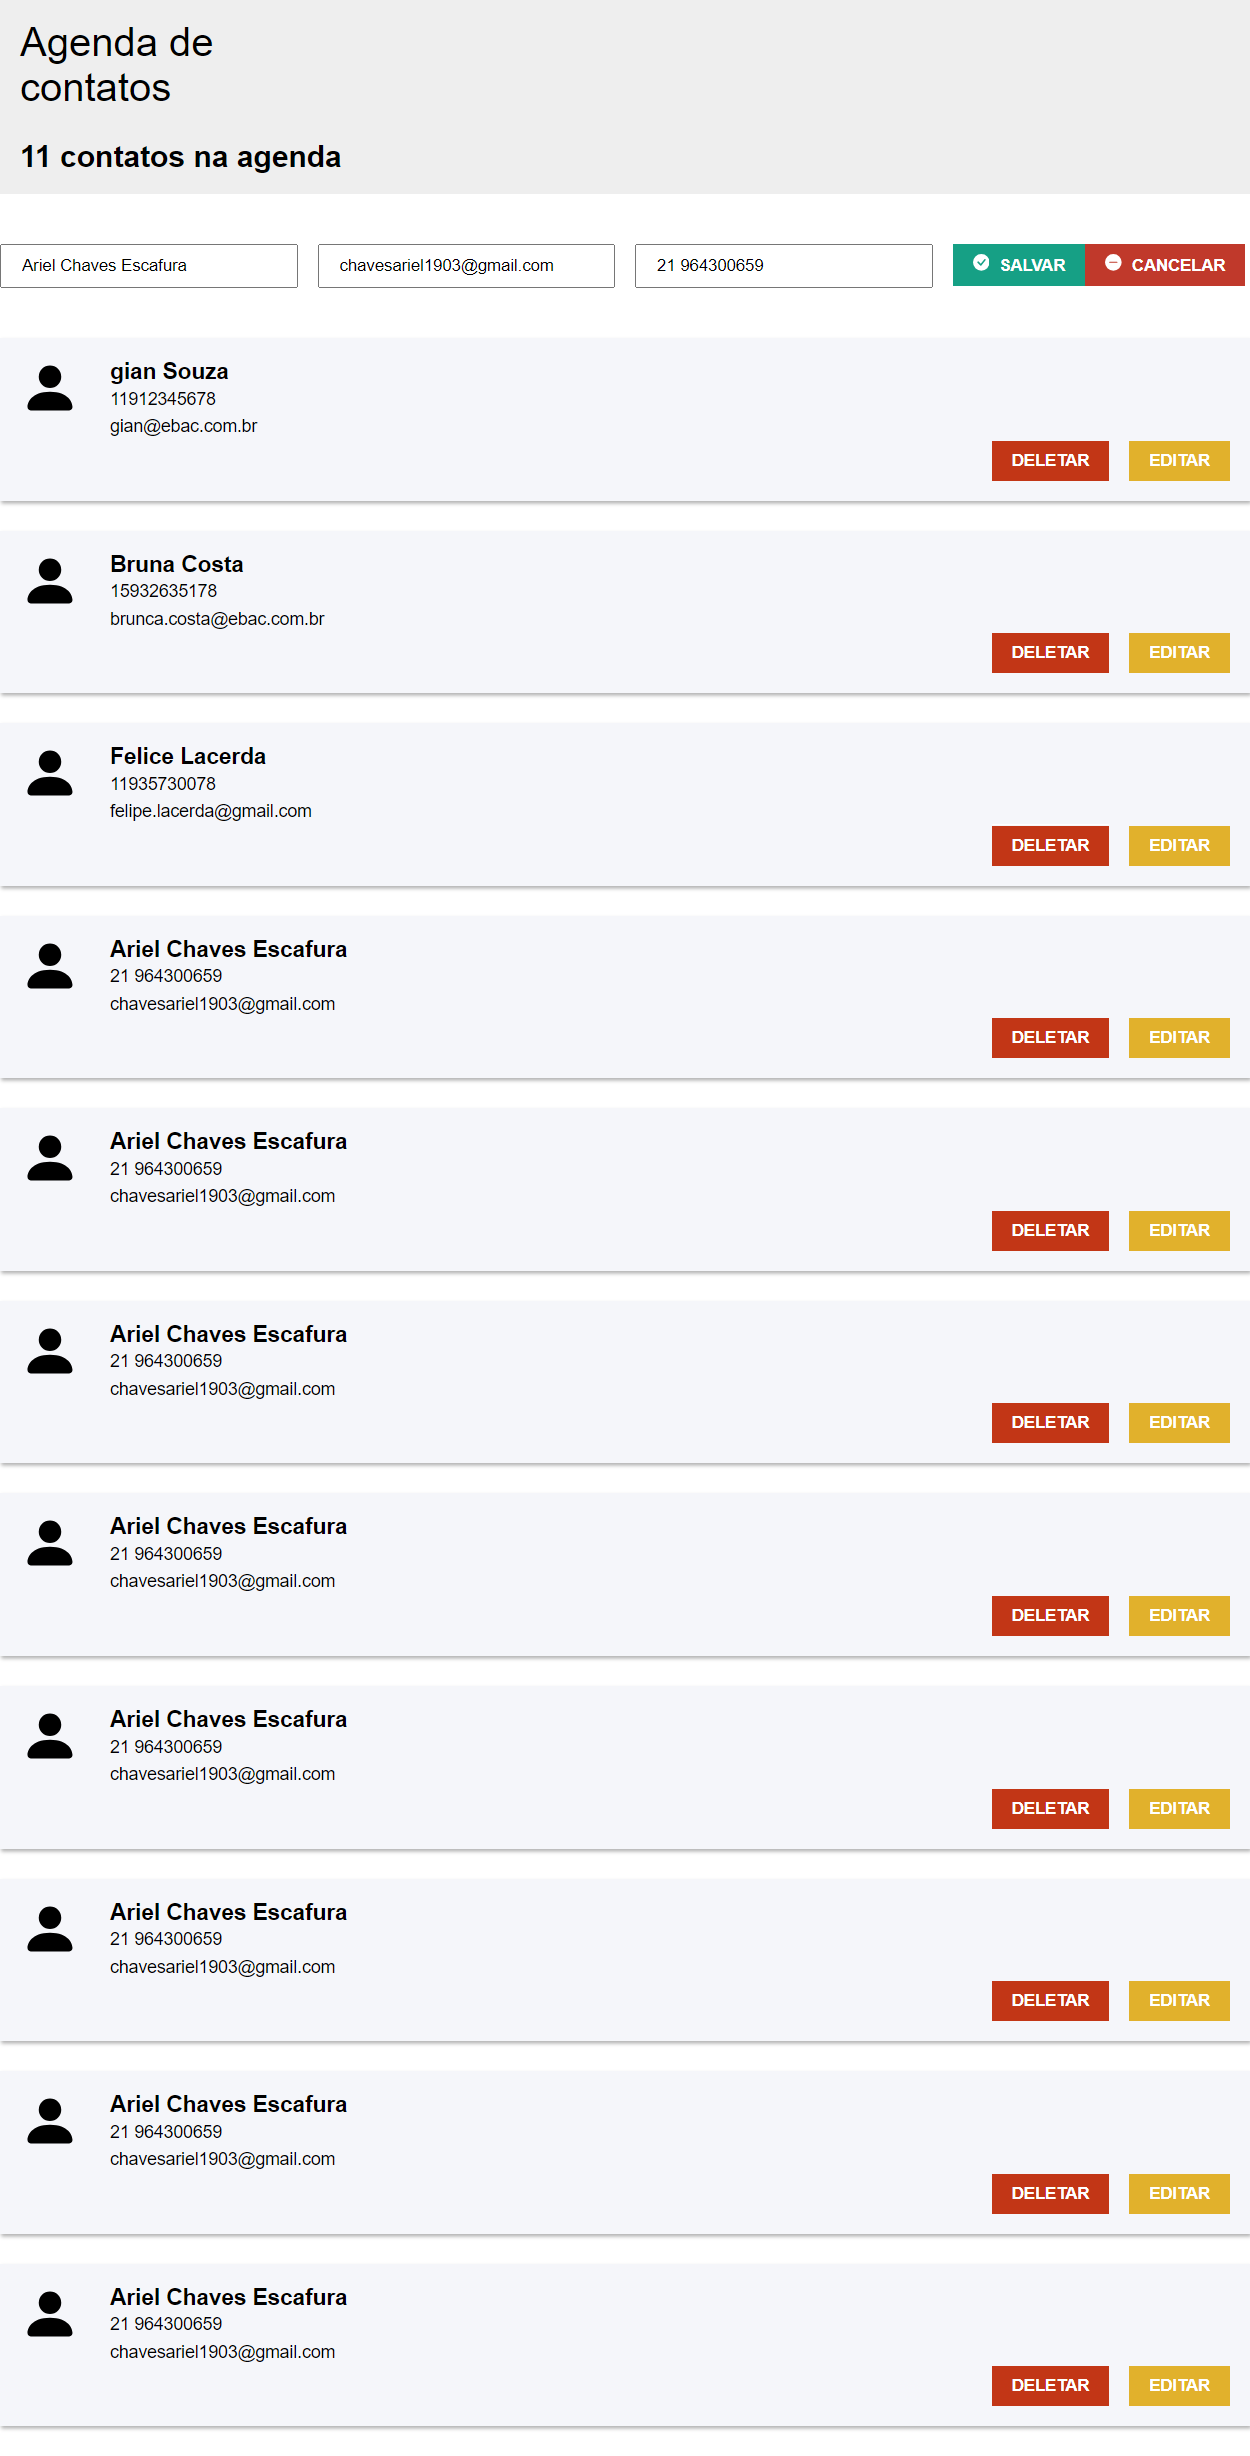 Agenda de
contatos
11 contatos na agenda
Ariel Chaves Escafura chavesariel1903@gmail.com 21 964300659 SALVAR CANCELAR
gian Souza
11912345678
gian@ebac.com.br
DELETAR EDITAR
Bruna Costa
15932635178
brunca.costa@ebac.com.br
DELETAR EDITAR
Felice Lacerda
11935730078
felipe.lacerda@gmail.com
DELETAR EDITAR
Ariel Chaves Escafura
21 964300659
chavesariel1903@gmail.com
DELETAR EDITAR
Ariel Chaves Escafura
21 964300659
chavesariel1903@gmail.com
DELETAR EDITAR
Ariel Chaves Escafura
21 964300659
chavesariel1903@gmail.com
DELETAR EDITAR
Ariel Chaves Escafura
21 964300659
chavesariel1903@gmail.com
DELETAR EDITAR
Ariel Chaves Escafura
21 964300659
chavesariel1903@gmail.com
DELETAR EDITAR
Ariel Chaves Escafura
21 964300659
chavesariel1903@gmail.com
DELETAR EDITAR
Ariel Chaves Escafura
21 964300659
chavesariel1903@gmail.com
DELETAR EDITAR
Ariel Chaves Escafura
21 964300659
chavesariel1903@gmail.com
DELETAR EDITAR